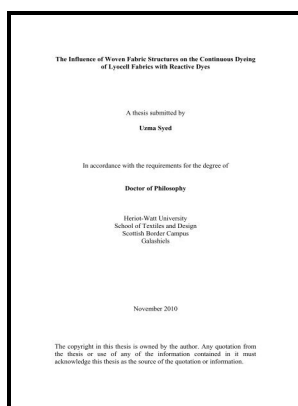 The Influence of Woven Fabric Structures on the Continuous Dyeing
of Lyocell Fabrics with Reactive Dyes
A thesis submitted by
Uzma Syed
In accordance with the requirements for the degree of
Doctor of Philosophy
Heriot-Watt University
School of Textiles and Design
Scottish Border Campus
Galashiels
November 2010
The copyright in this thesis is owned by the author. Any quotation from
the thesis or use of any of the information contained in it must
acknowledge this thesis as the source of the quotation or information.